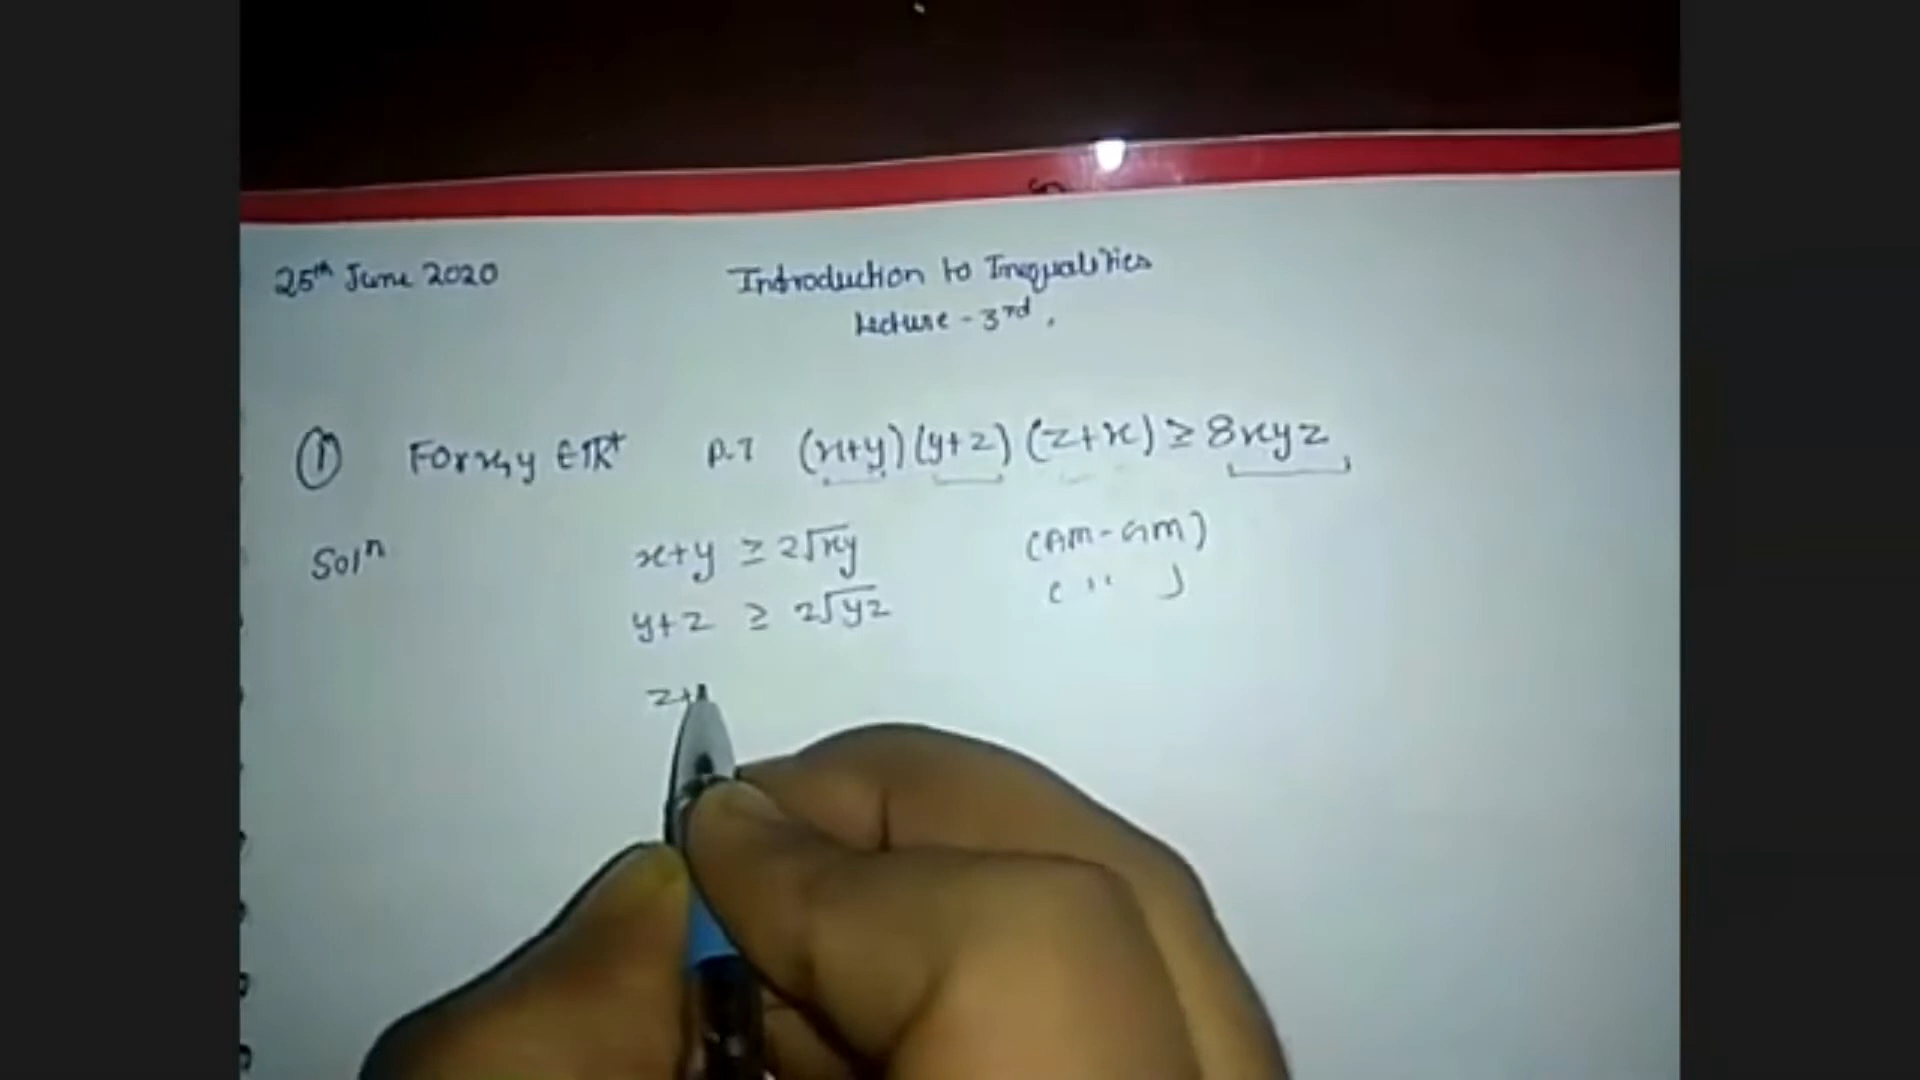 25th June 2020
Introduction to Inequalities
Lecture - 3rd.
① For x, y ∈ ℝ⁺ P.T (x+y)(y+z)(z+x) ≥ 8xyz
Solⁿ x+y ≥ 2√xy (AM-GM)
y+z ≥ 2√yz ( " )
z+